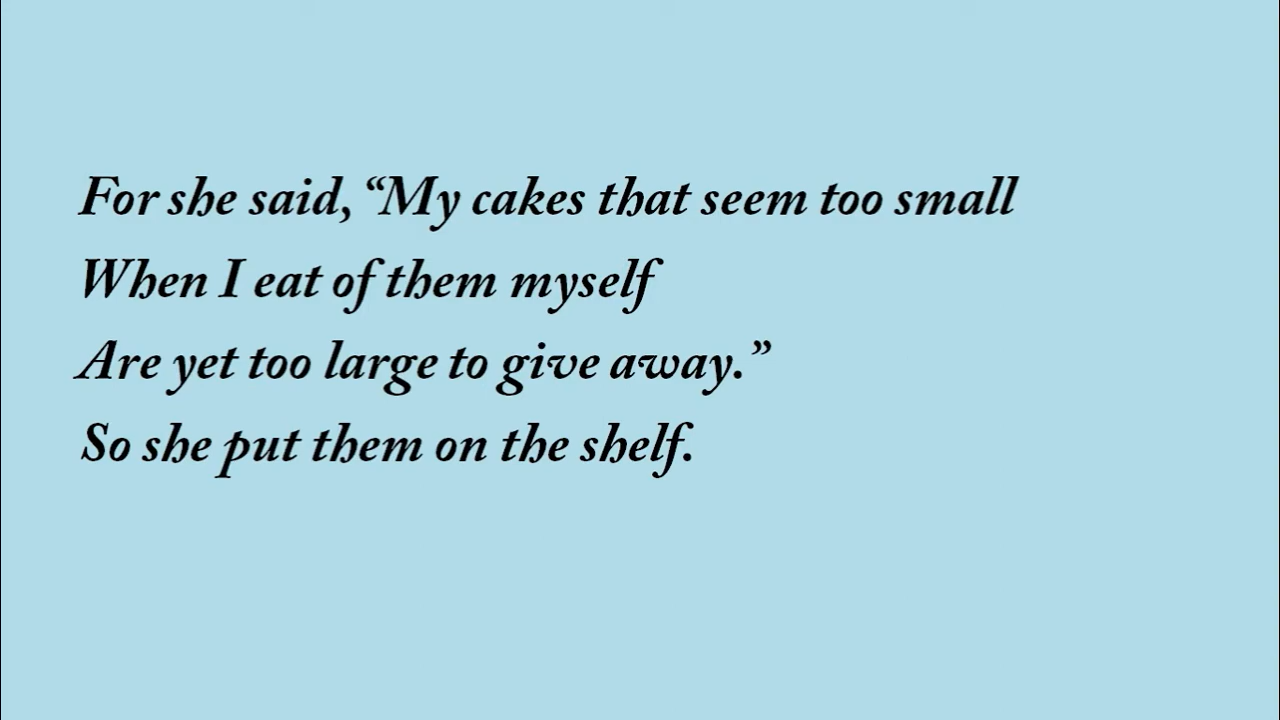 For she said, “My cakes that seem too small
When I eat of them myself
Are yet too large to give away.”
So she put them on the shelf.